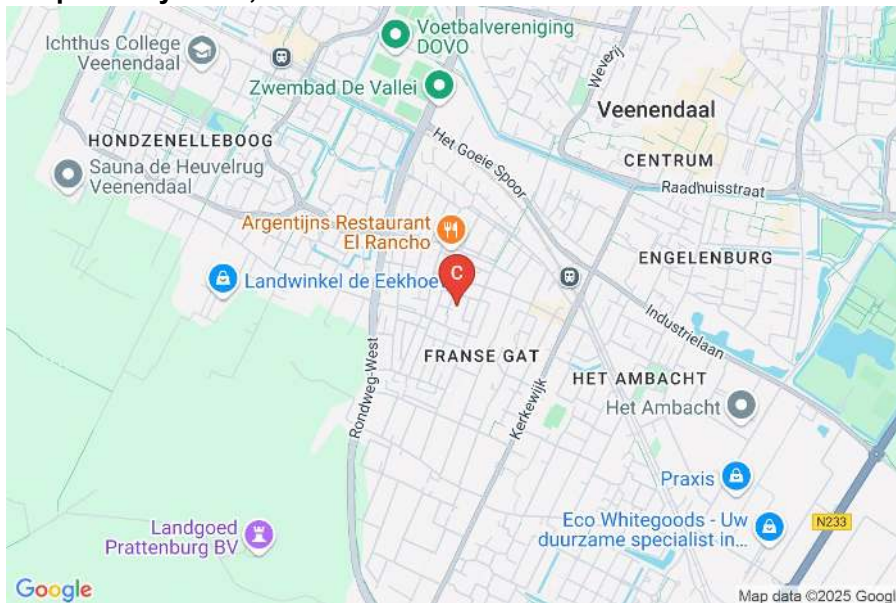 Voetbalvereniging
DOVO
Ichthus College
Veenendaal
Zwembad De Vallei
Weverij
Veenendaal
HONDZENELLEBOOG
Het Goeie Spoor
CENTRUM
Sauna de Heuvelrug
Veenendaal
Raadhuisstraat
Argentijns Restaurant
El Rancho
ENGELENBURG
C
Landwinkel de Eekhoe
Industrielaan
Rondweg-West
FRANSE GAT
HET AMBACHT
Kerkewijk
Het Ambacht
Praxis
Landgoed
Prattenburg BV
Eco Whitegoods - Uw
duurzame specialist in...
N233
Google
Map data ©2025 Googl